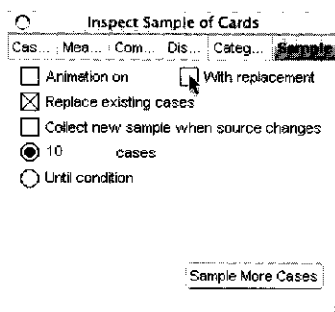 Inspect Sample of Cards
Cas... Mea... Com... Dis... Categ... Sample
Animation on With replacement
Replace existing cases
Collect new sample when source changes
10 cases
Until condition
Sample More Cases